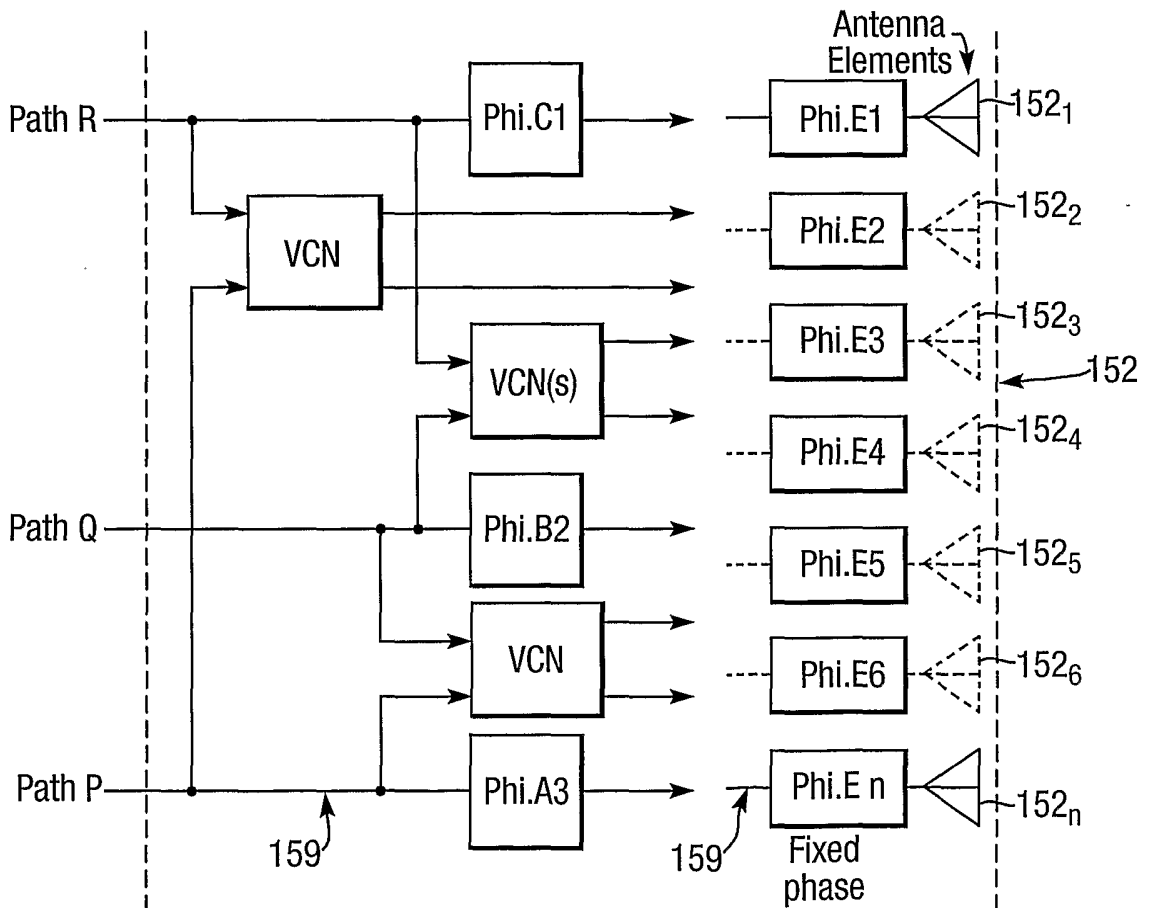 Antenna
Elements
Path R
Phi.C1
Phi.E1
152₁
VCN
Phi.E2
152₂
VCN(s)
Phi.E3
152₃
152
Phi.E4
152₄
Path Q
Phi.B2
Phi.E5
152₅
VCN
Phi.E6
152₆
Path P
Phi.A3
Phi.E n
152ₙ
159
159
Fixed
phase